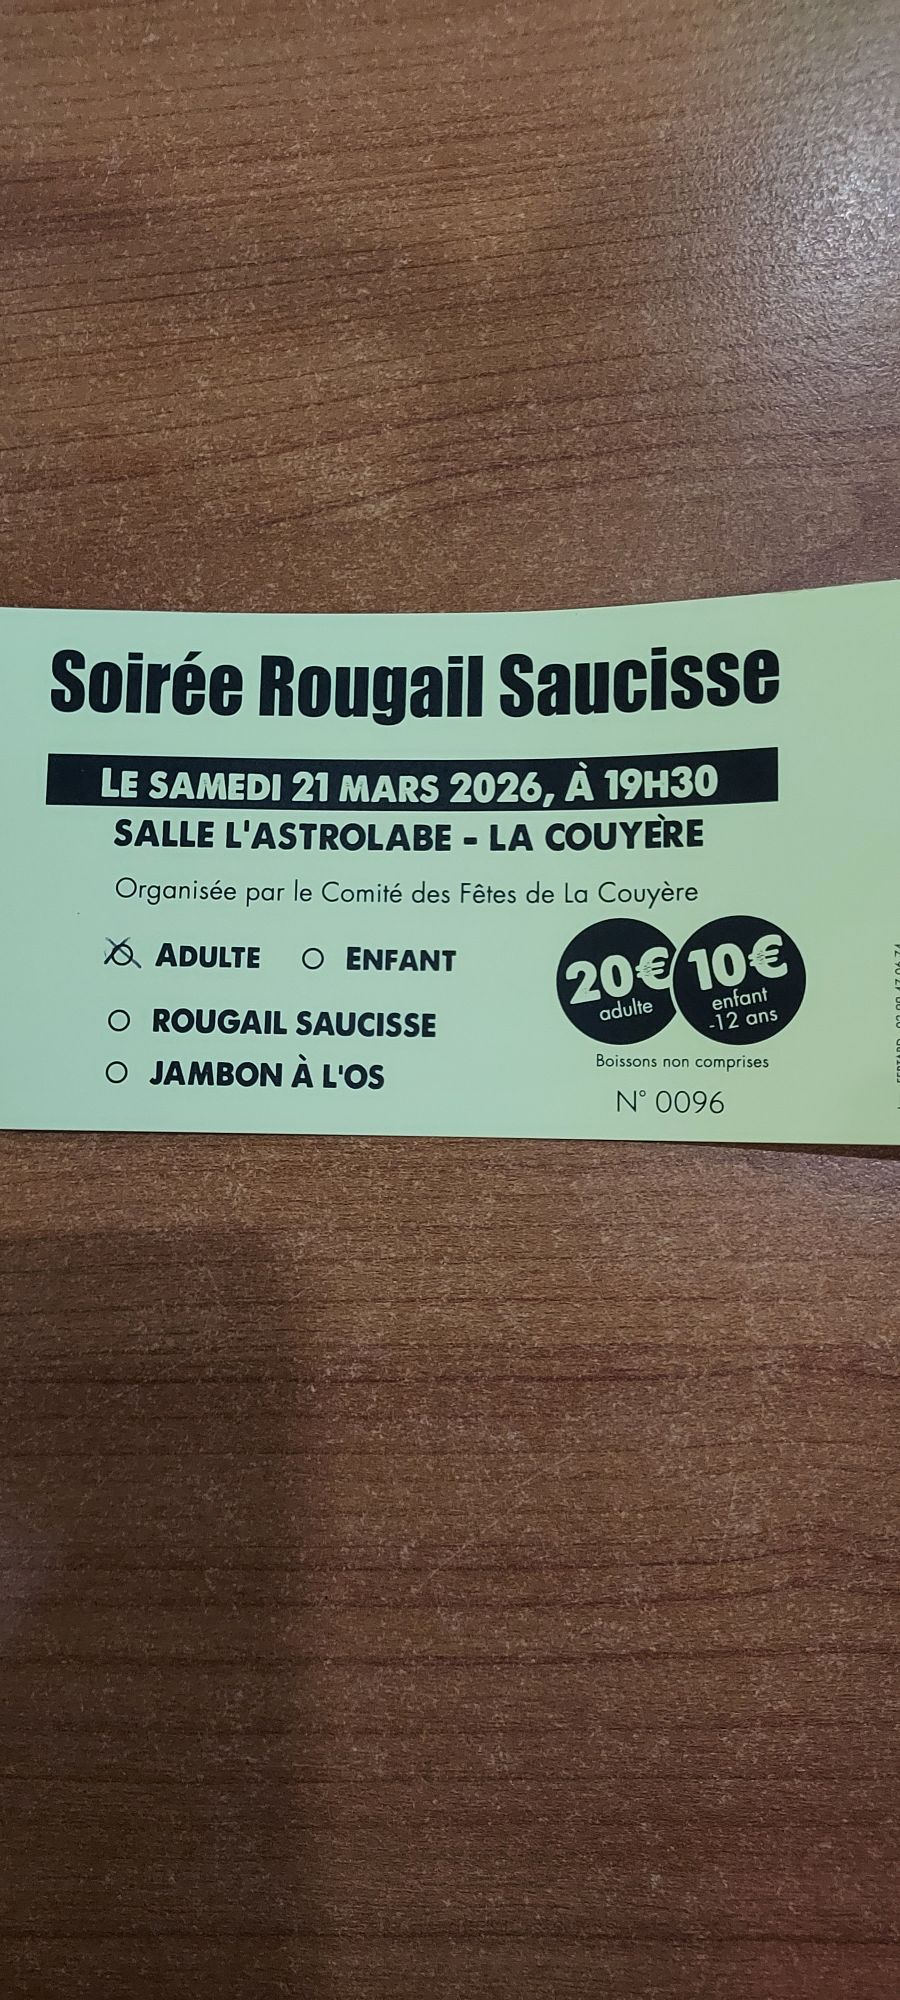 Soirée Rougail Saucisse
LE SAMEDI 21 MARS 2026, À 19H30
SALLE L'ASTROLABE - LA COUYÈRE
Organisée par le Comité des Fêtes de La Couyère
ADULTE ENFANT
ROUGAIL SAUCISSE
JAMBON À L'OS
20€
adulte
10€
enfant
-12 ans
Boissons non comprises
N° 0096